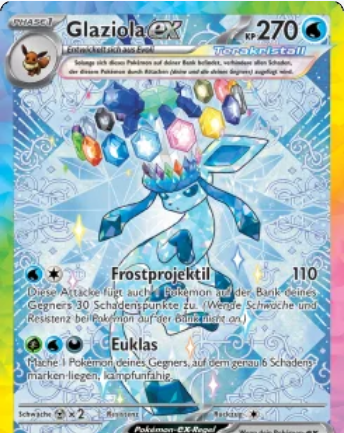 PHASE 1 Glaziola ex KP 270
Entwickelt sich aus Evoli Terakristall
Solange sich dieses Pokémon auf deiner Bank befindet, verhindere allen Schaden,
der diesem Pokémon durch Attacken (deine und die deines Gegners) zugefügt wird.
Frostprojektil 110
Diese Attacke fügt auch 1 Pokémon auf der Bank deines
Gegners 30 Schadenspunkte zu. (Wende Schwäche und
Resistenz bei Pokémon auf der Bank nicht an.)
Euklas
Mache 1 Pokémon deines Gegners, auf dem genau 6 Schadens-
marken liegen, kampfunfähig.
Schwäche x2 Resistenz Rückzug
Pokémon-ex-Regel